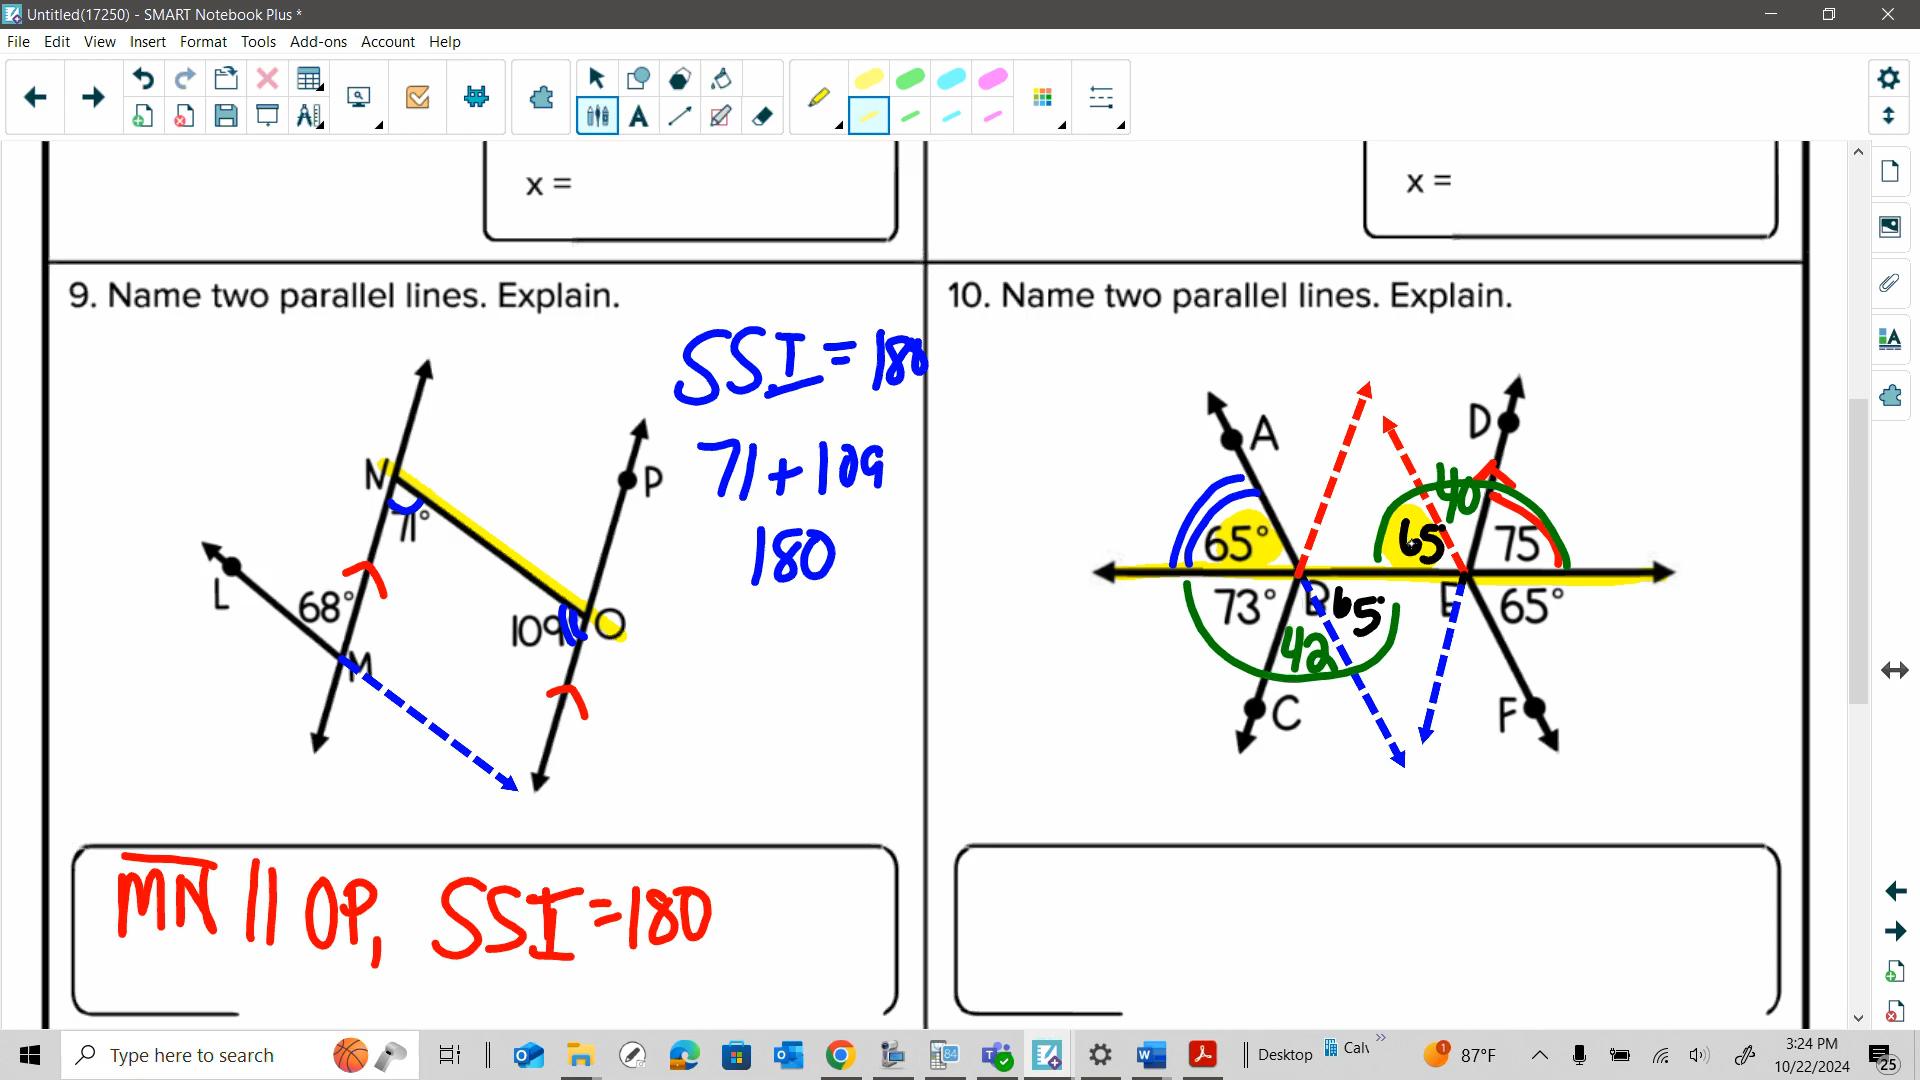 Untitled(17250) - SMART Notebook Plus *
File Edit View Insert Format Tools Add-ons Account Help
x =
x =
9. Name two parallel lines. Explain.
SSI = 180
71 + 109
180
N
71°
P
L
68°
109
O
M
MN || OP, SSI = 180
10. Name two parallel lines. Explain.
A
D
40
65°
65°
75
73°
B
65°
E
65°
42
C
F
Type here to search
84
Desktop
1
87°F
3:24 PM
10/22/2024
25